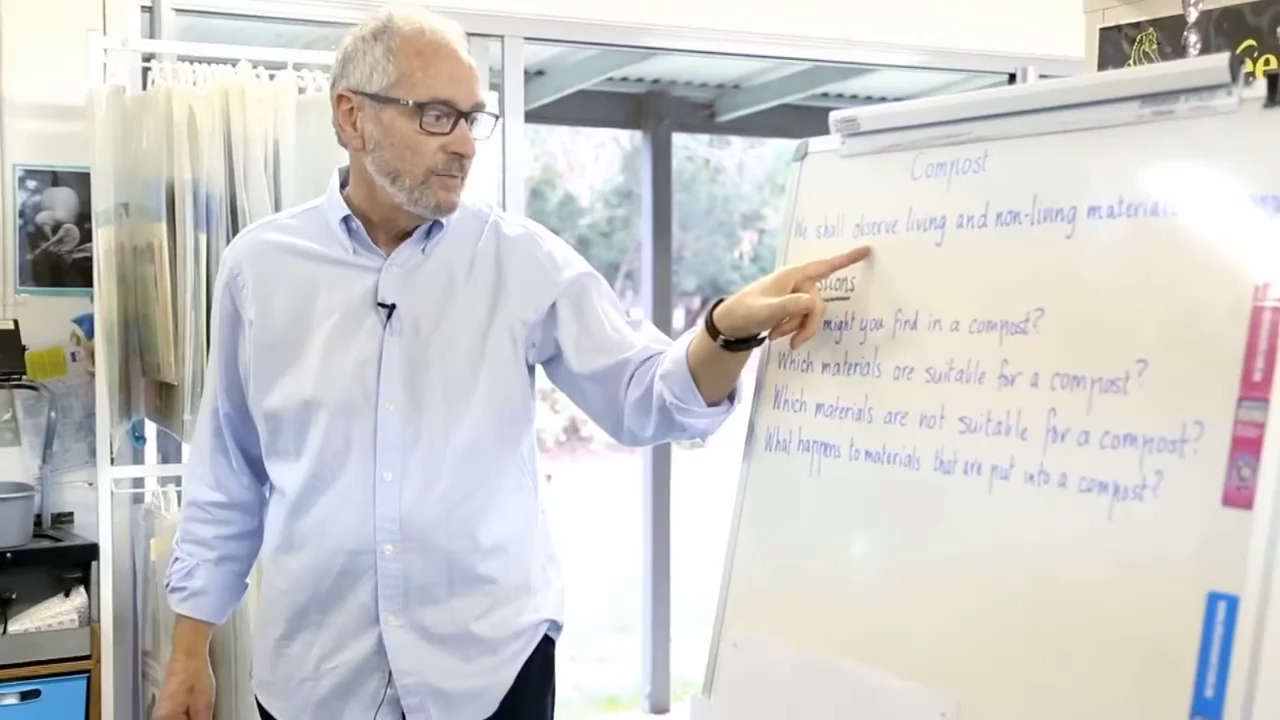 Compost
We shall observe living and non-living materials
might you find in a compost?
Which materials are suitable for a compost?
Which materials are not suitable for a compost?
What happens to materials that are put into a compost?